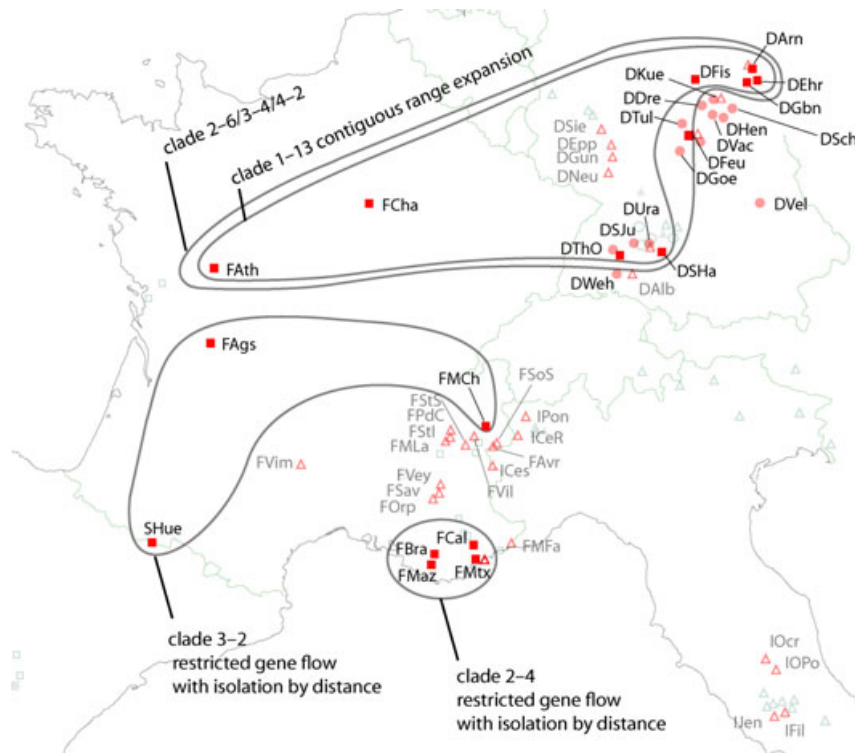 DArn
DFis
DEhr
DKue
DGbn
DDre
DTul
DHen
DSch
DVac
DSie
DEpp
DFeu
DGun
DGoe
DNeu
clade 2–6/3–4/4–2
clade 1–13 contiguous range expansion
FCha
DVel
DUra
DSJu
DThO
DSHa
FAth
DWeh
DAlb
FAgs
FMCh
FSoS
FStS
FPdC
IPon
FStI
ICeR
FMLa
FAvr
FVim
ICes
FVey
FVil
FSav
FOrp
SHue
FCal
FMFa
FBra
FMaz
FMtx
clade 3–2
restricted gene flow
with isolation by distance
clade 2–4
restricted gene flow
with isolation by distance
IOcr
IOPo
IJen
IFil